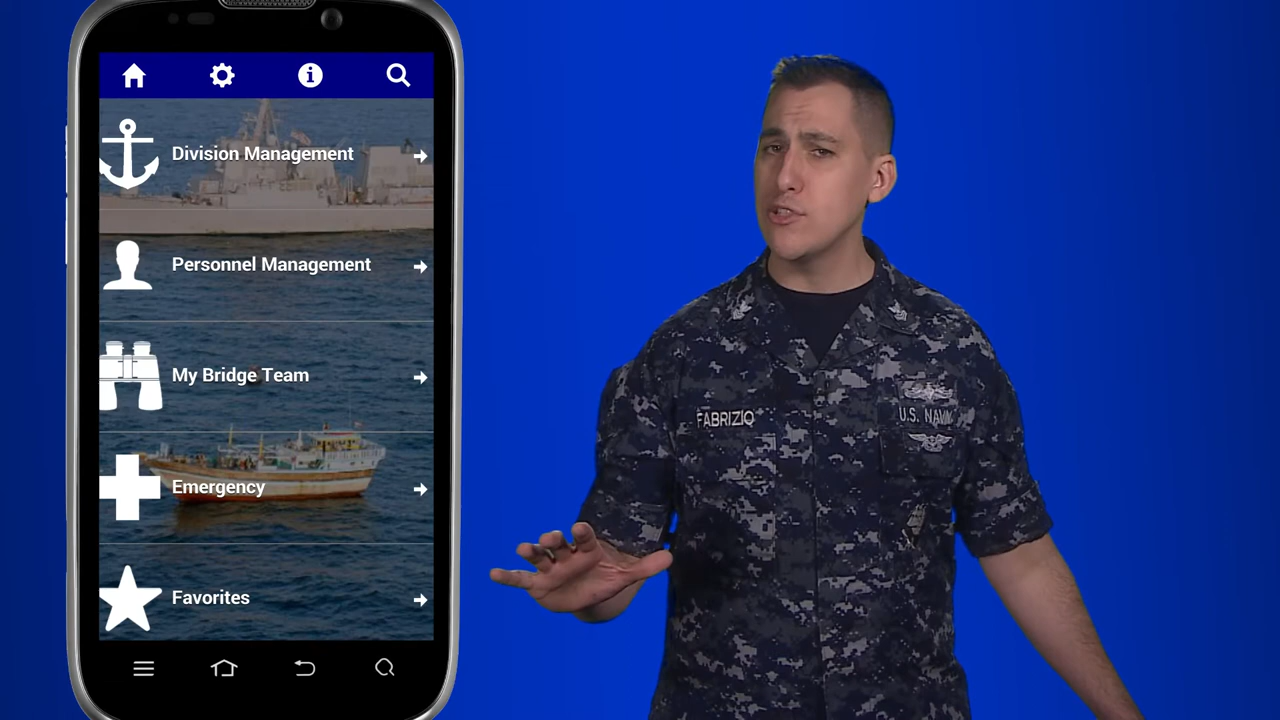 Division Management
Personnel Management
My Bridge Team
Emergency
Favorites
FABRIZIO
U.S. NAVY